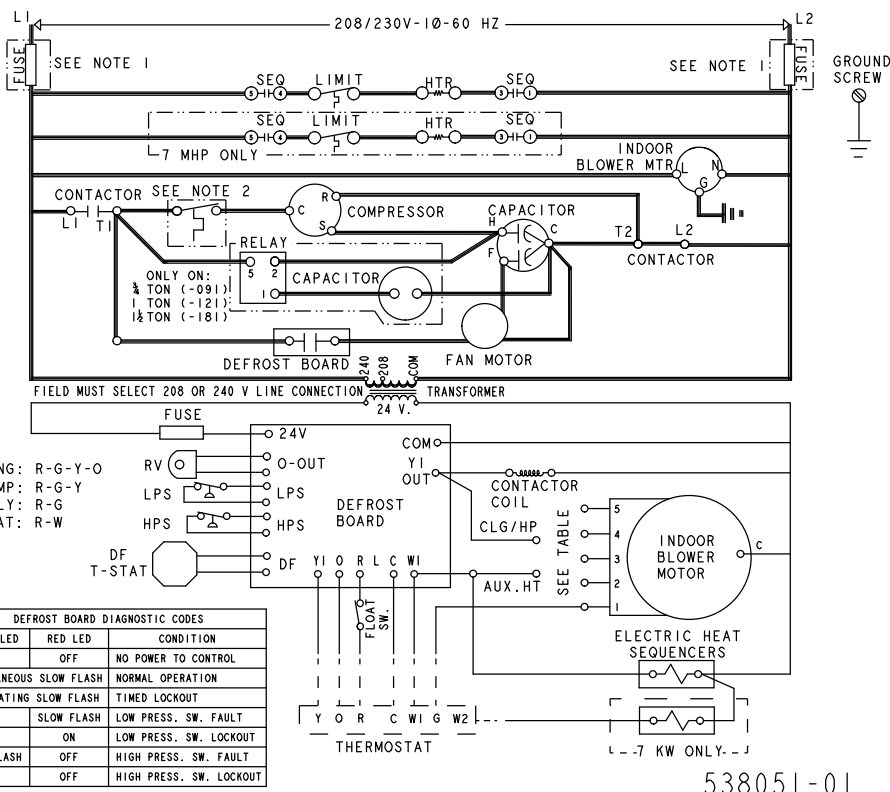 L1
208/230V-1Ø-60 HZ
L2
FUSE
SEE NOTE 1
SEE NOTE 1
FUSE
GROUND
SCREW
SEQ
LIMIT
HTR
SEQ
5 4
3 1
SEQ
LIMIT
HTR
SEQ
5 4
3 1
7 MHP ONLY
INDOOR
BLOWER MTR
L
N
G
CONTACTOR
L1
T1
SEE NOTE 2
C
R
S
COMPRESSOR
CAPACITOR
H
C
F
T2
L2
CONTACTOR
RELAY
5 2
1
CAPACITOR
ONLY ON:
¾ TON (-091)
1 TON (-121)
1½ TON (-181)
DEFROST BOARD
FAN MOTOR
240
208
COM
FIELD MUST SELECT 208 OR 240 V LINE CONNECTION
TRANSFORMER
24 V.
FUSE
24V
COM
NG: R-G-Y-O
MP: R-G-Y
LY: R-G
AT: R-W
RV
O-OUT
Y1
OUT
CONTACTOR
COIL
LPS
LPS
DEFROST
BOARD
HPS
HPS
CLG/HP
SEE TABLE
5
4
3
2
1
INDOOR
BLOWER
MOTOR
C
DF
T-STAT
DF
Y1 O R L C W1
AUX.HT
FLOAT
SW.
ELECTRIC HEAT
SEQUENCERS
DEFROST BOARD DIAGNOSTIC CODES
LED
RED LED
CONDITION
OFF
NO POWER TO CONTROL
NEOUS SLOW FLASH
NORMAL OPERATION
ATING SLOW FLASH
TIMED LOCKOUT
SLOW FLASH
LOW PRESS. SW. FAULT
ON
LOW PRESS. SW. LOCKOUT
LASH
OFF
HIGH PRESS. SW. FAULT
OFF
HIGH PRESS. SW. LOCKOUT
Y O R C W1 G W2
THERMOSTAT
7 KW ONLY
538051-01